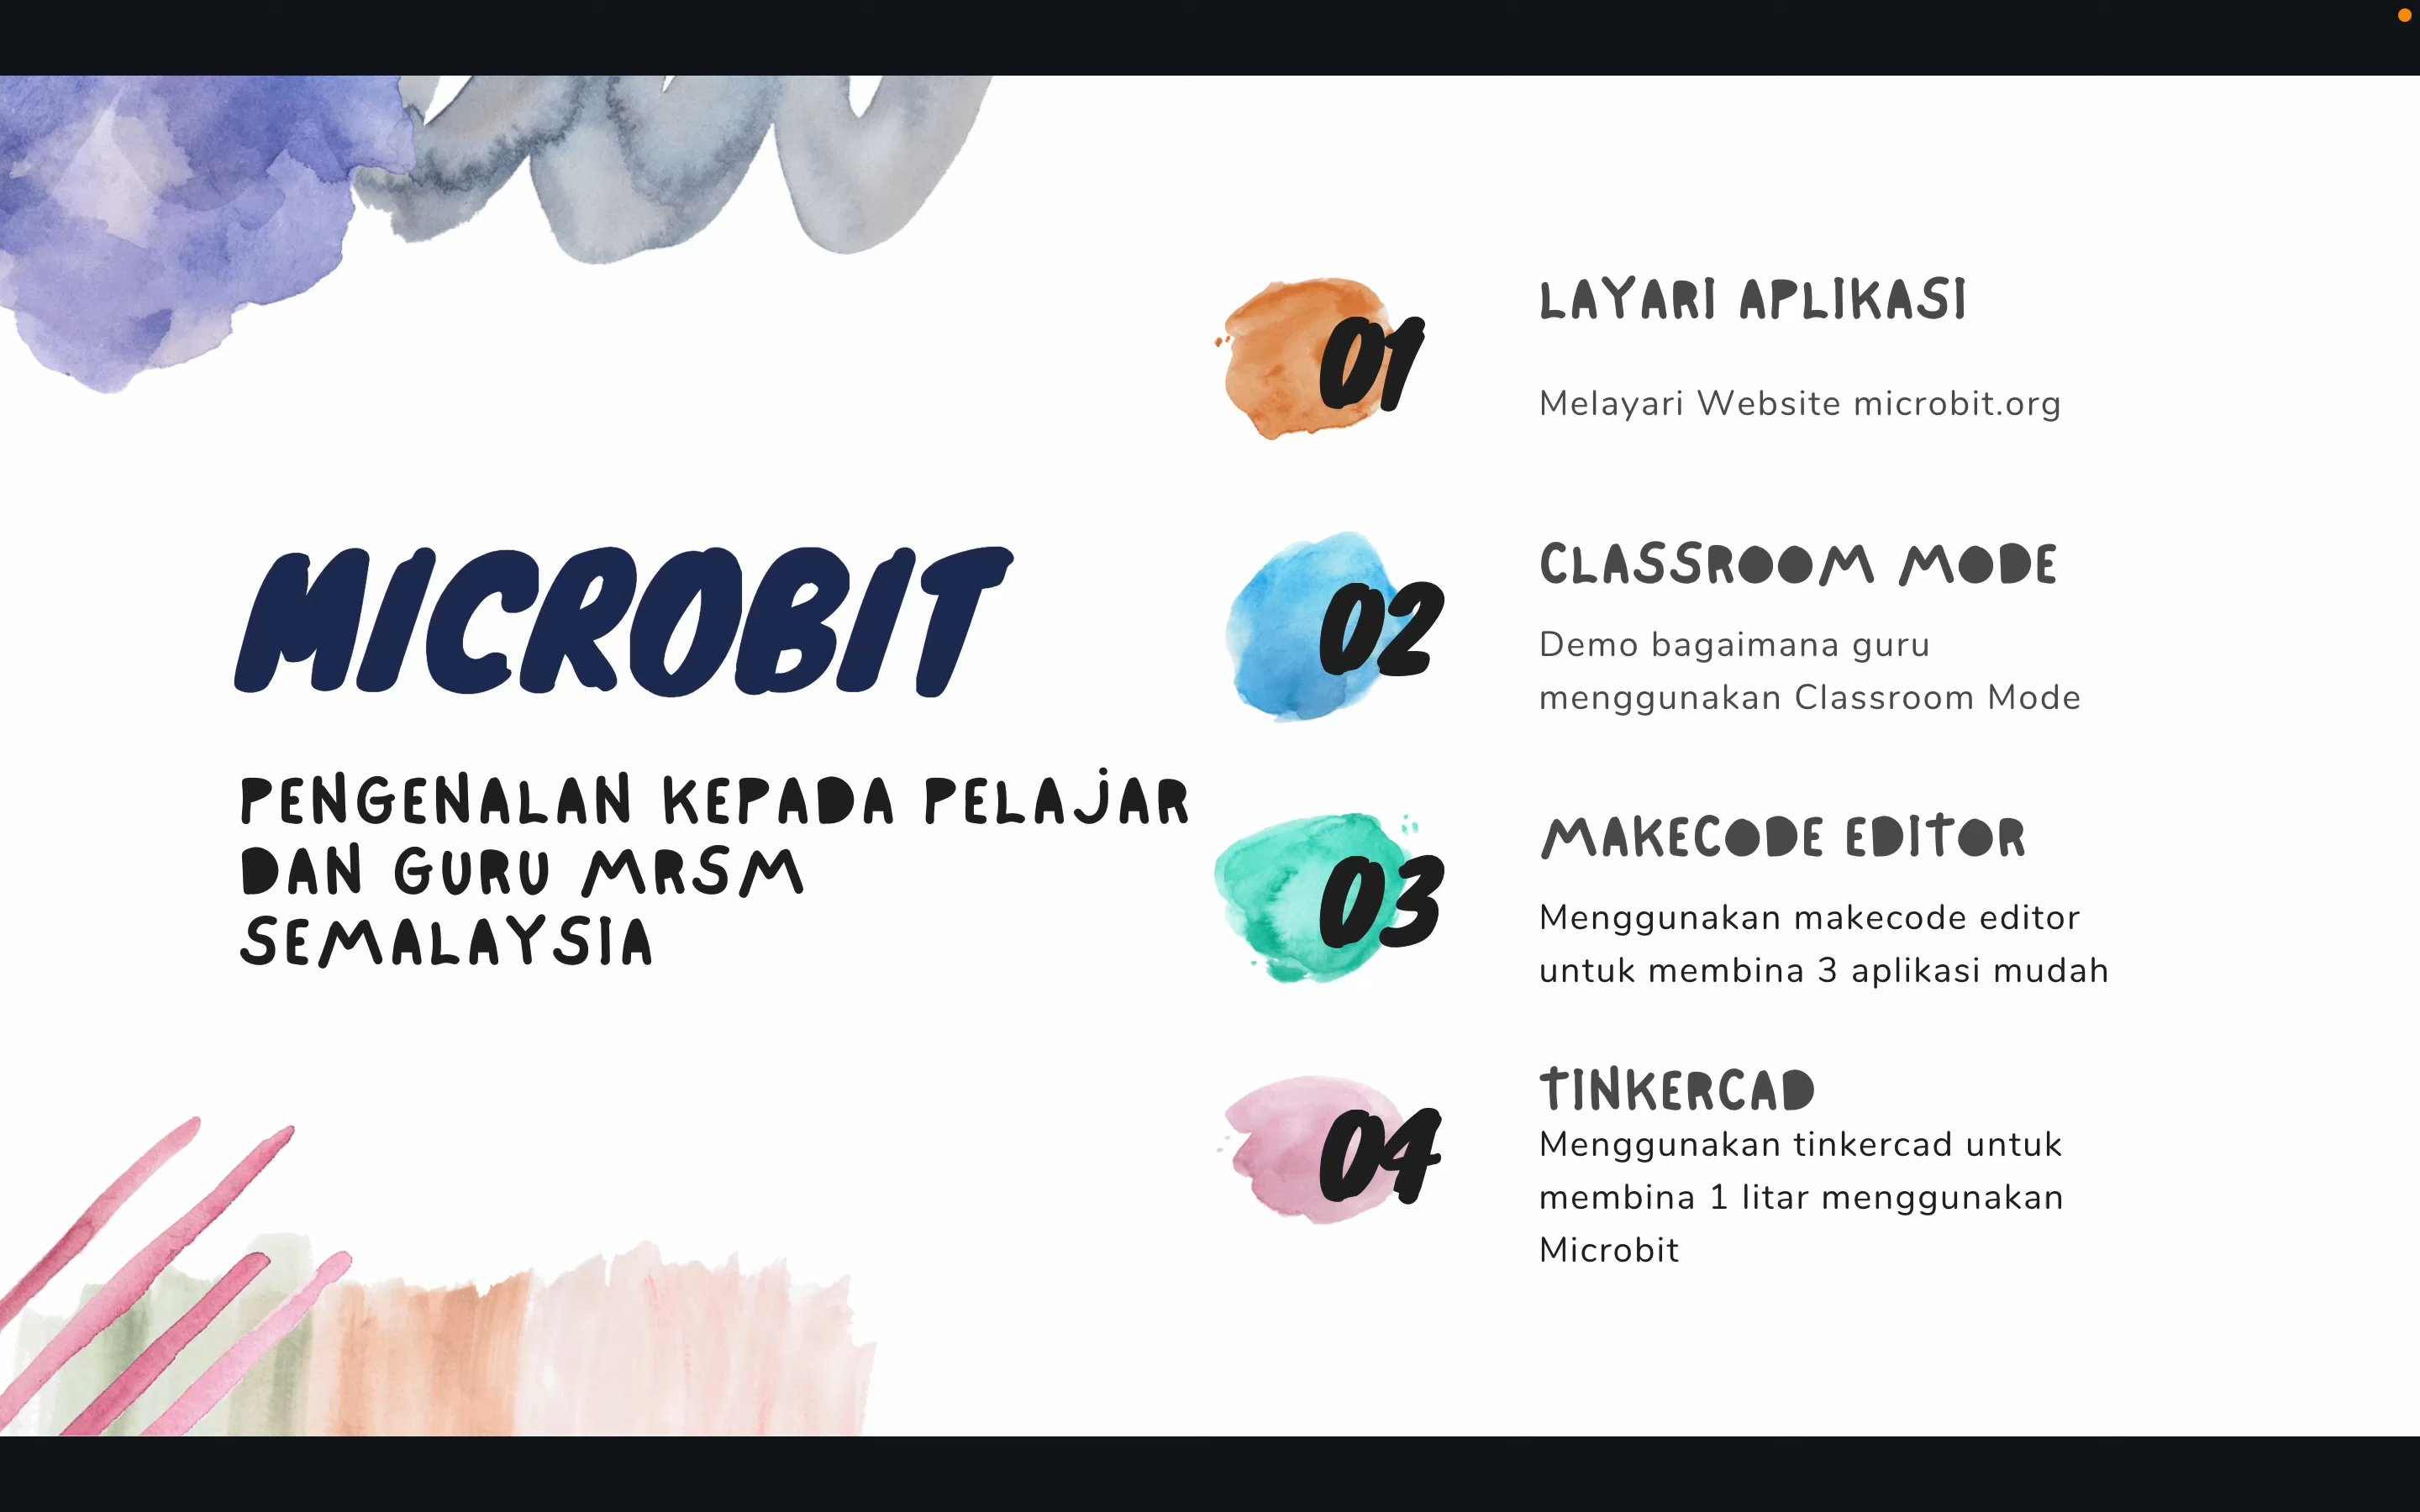 MICROBIT
PENGENALAN KEPADA PELAJAR
DAN GURU MRSM
SEMALAYSIA
01
LAYARI APLIKASI
Melayari Website microbit.org
02
CLASSROOM MODE
Demo bagaimana guru
menggunakan Classroom Mode
03
MAKECODE EDITOR
Menggunakan makecode editor
untuk membina 3 aplikasi mudah
04
TINKERCAD
Menggunakan tinkercad untuk
membina 1 litar menggunakan
Microbit